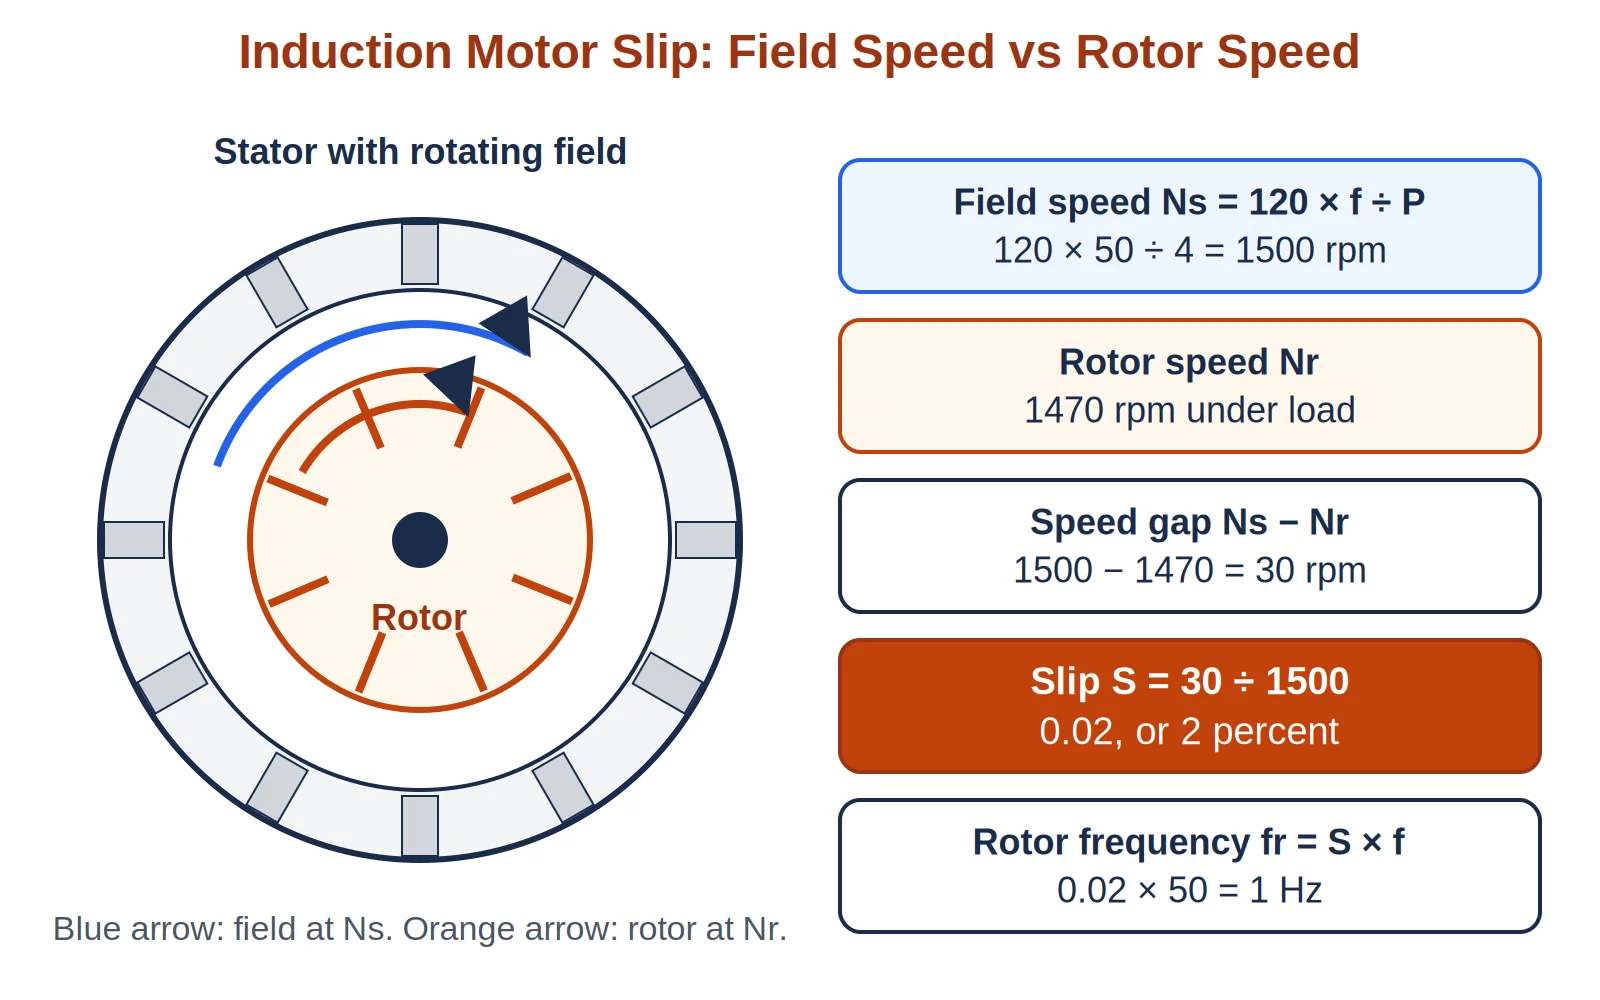 Induction Motor Slip: Field Speed vs Rotor Speed
Stator with rotating field
Rotor
Blue arrow: field at Ns. Orange arrow: rotor at Nr.
Field speed Ns = 120 × f ÷ P
120 × 50 ÷ 4 = 1500 rpm
Rotor speed Nr
1470 rpm under load
Speed gap Ns − Nr
1500 − 1470 = 30 rpm
Slip S = 30 ÷ 1500
0.02, or 2 percent
Rotor frequency fr = S × f
0.02 × 50 = 1 Hz